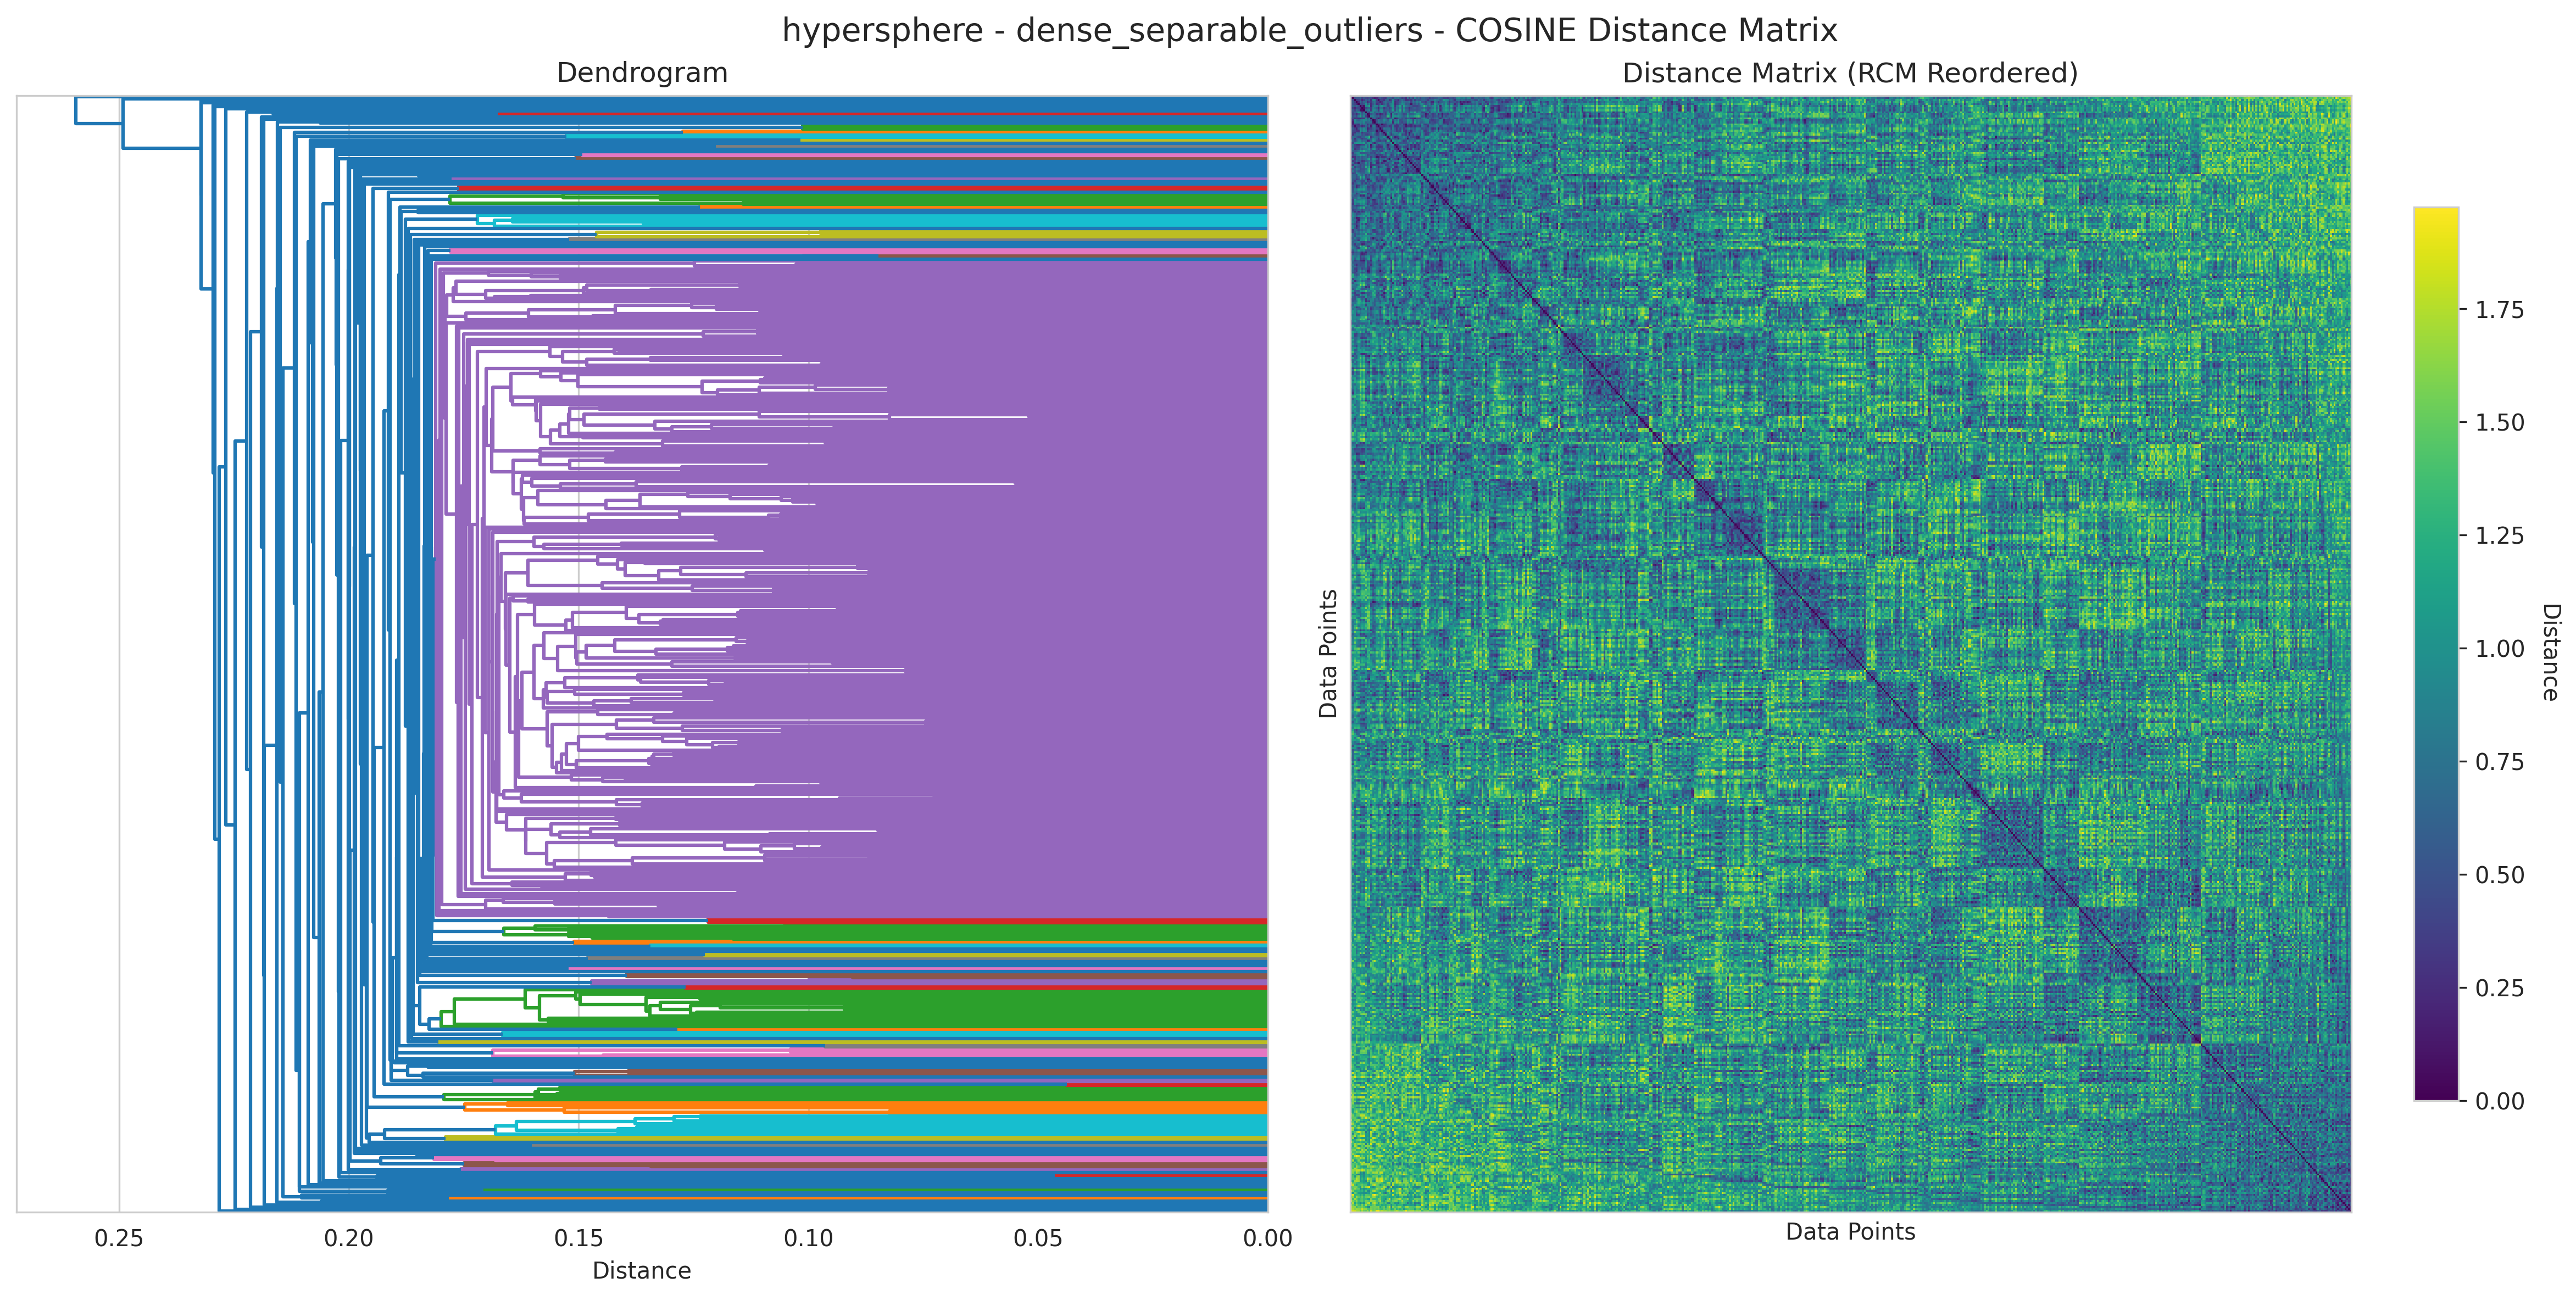 hypersphere - dense_separable_outliers - COSINE Distance Matrix
Dendrogram
Distance Matrix (RCM Reordered)
0.25
0.20
0.15
0.10
0.05
0.00
Distance
Data Points
Data Points
1.75
1.50
1.25
1.00
0.75
0.50
0.25
0.00
Distance